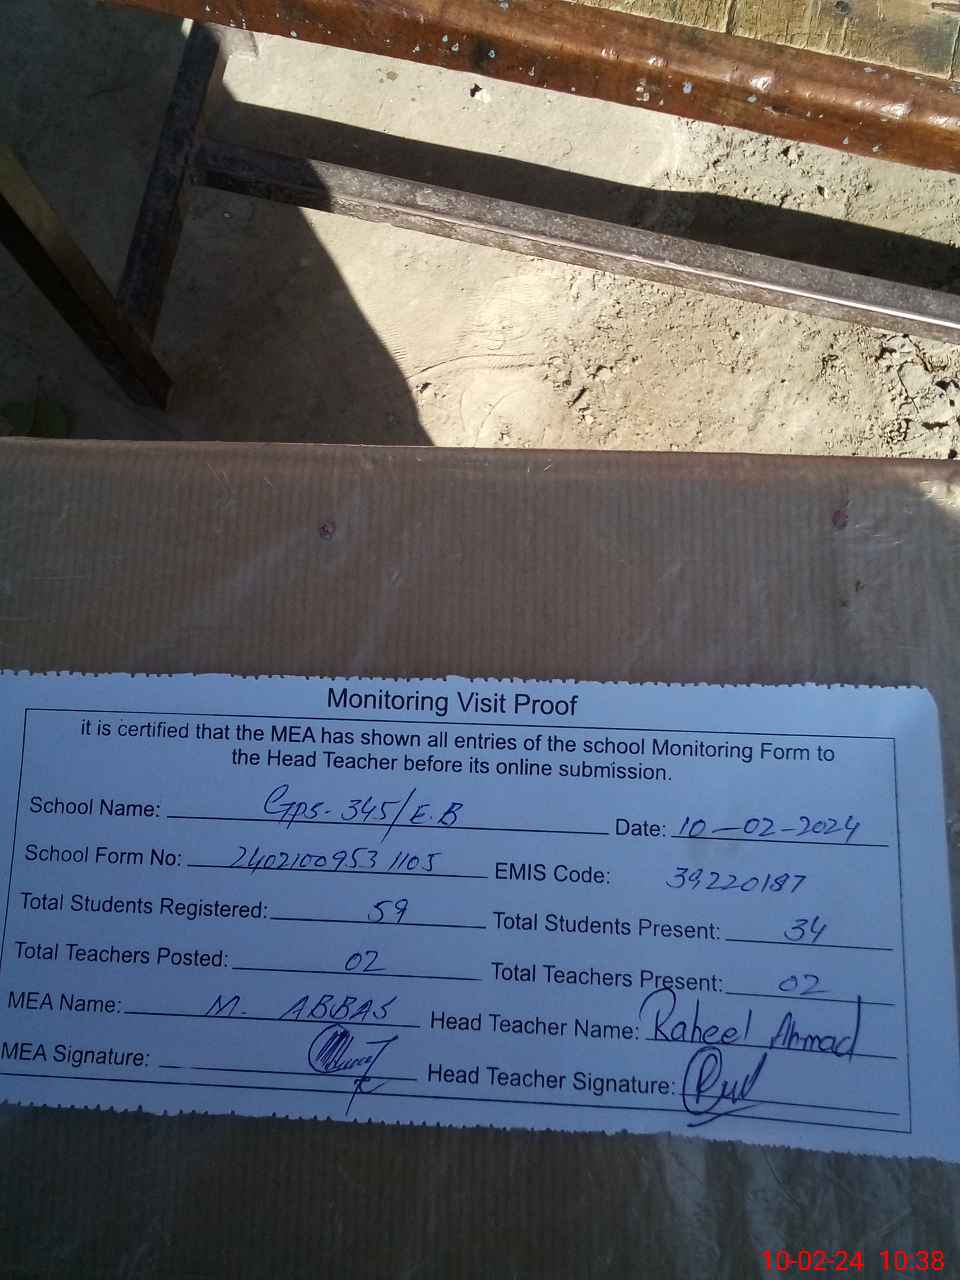 Monitoring Visit Proof
it is certified that the MEA has shown all entries of the school Monitoring Form to
the Head Teacher before its online submission.
School Name: GPS-345/E.B Date: 10-02-2024
School Form No: 24021009531105 EMIS Code: 39220187
Total Students Registered: 59 Total Students Present: 34
Total Teachers Posted: 02 Total Teachers Present: 02
MEA Name: M. ABBAS Head Teacher Name: Raheel Ahmad
MEA Signature: Head Teacher Signature:
10-02-24 10:38